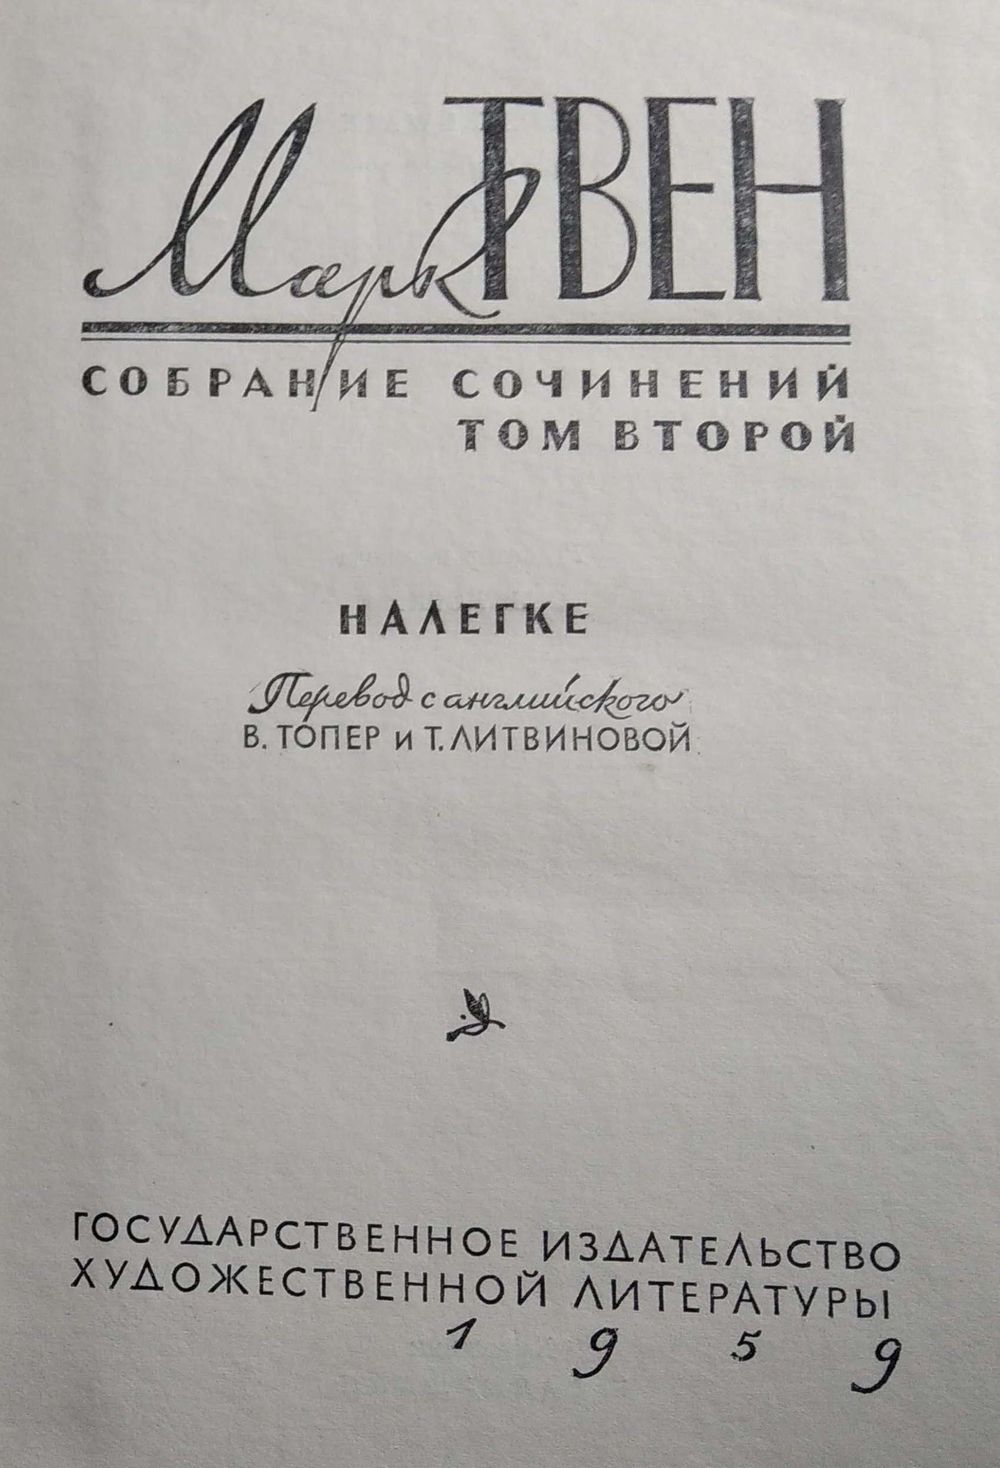 Марк ТВЕН
СОБРАНИЕ СОЧИНЕНИЙ
ТОМ ВТОРОЙ
НАЛЕГКЕ
Перевод с английского
В. ТОПЕР и Т. ЛИТВИНОВОЙ
ГОСУДАРСТВЕННОЕ ИЗДАТЕЛЬСТВО
ХУДОЖЕСТВЕННОЙ ЛИТЕРАТУРЫ
1959